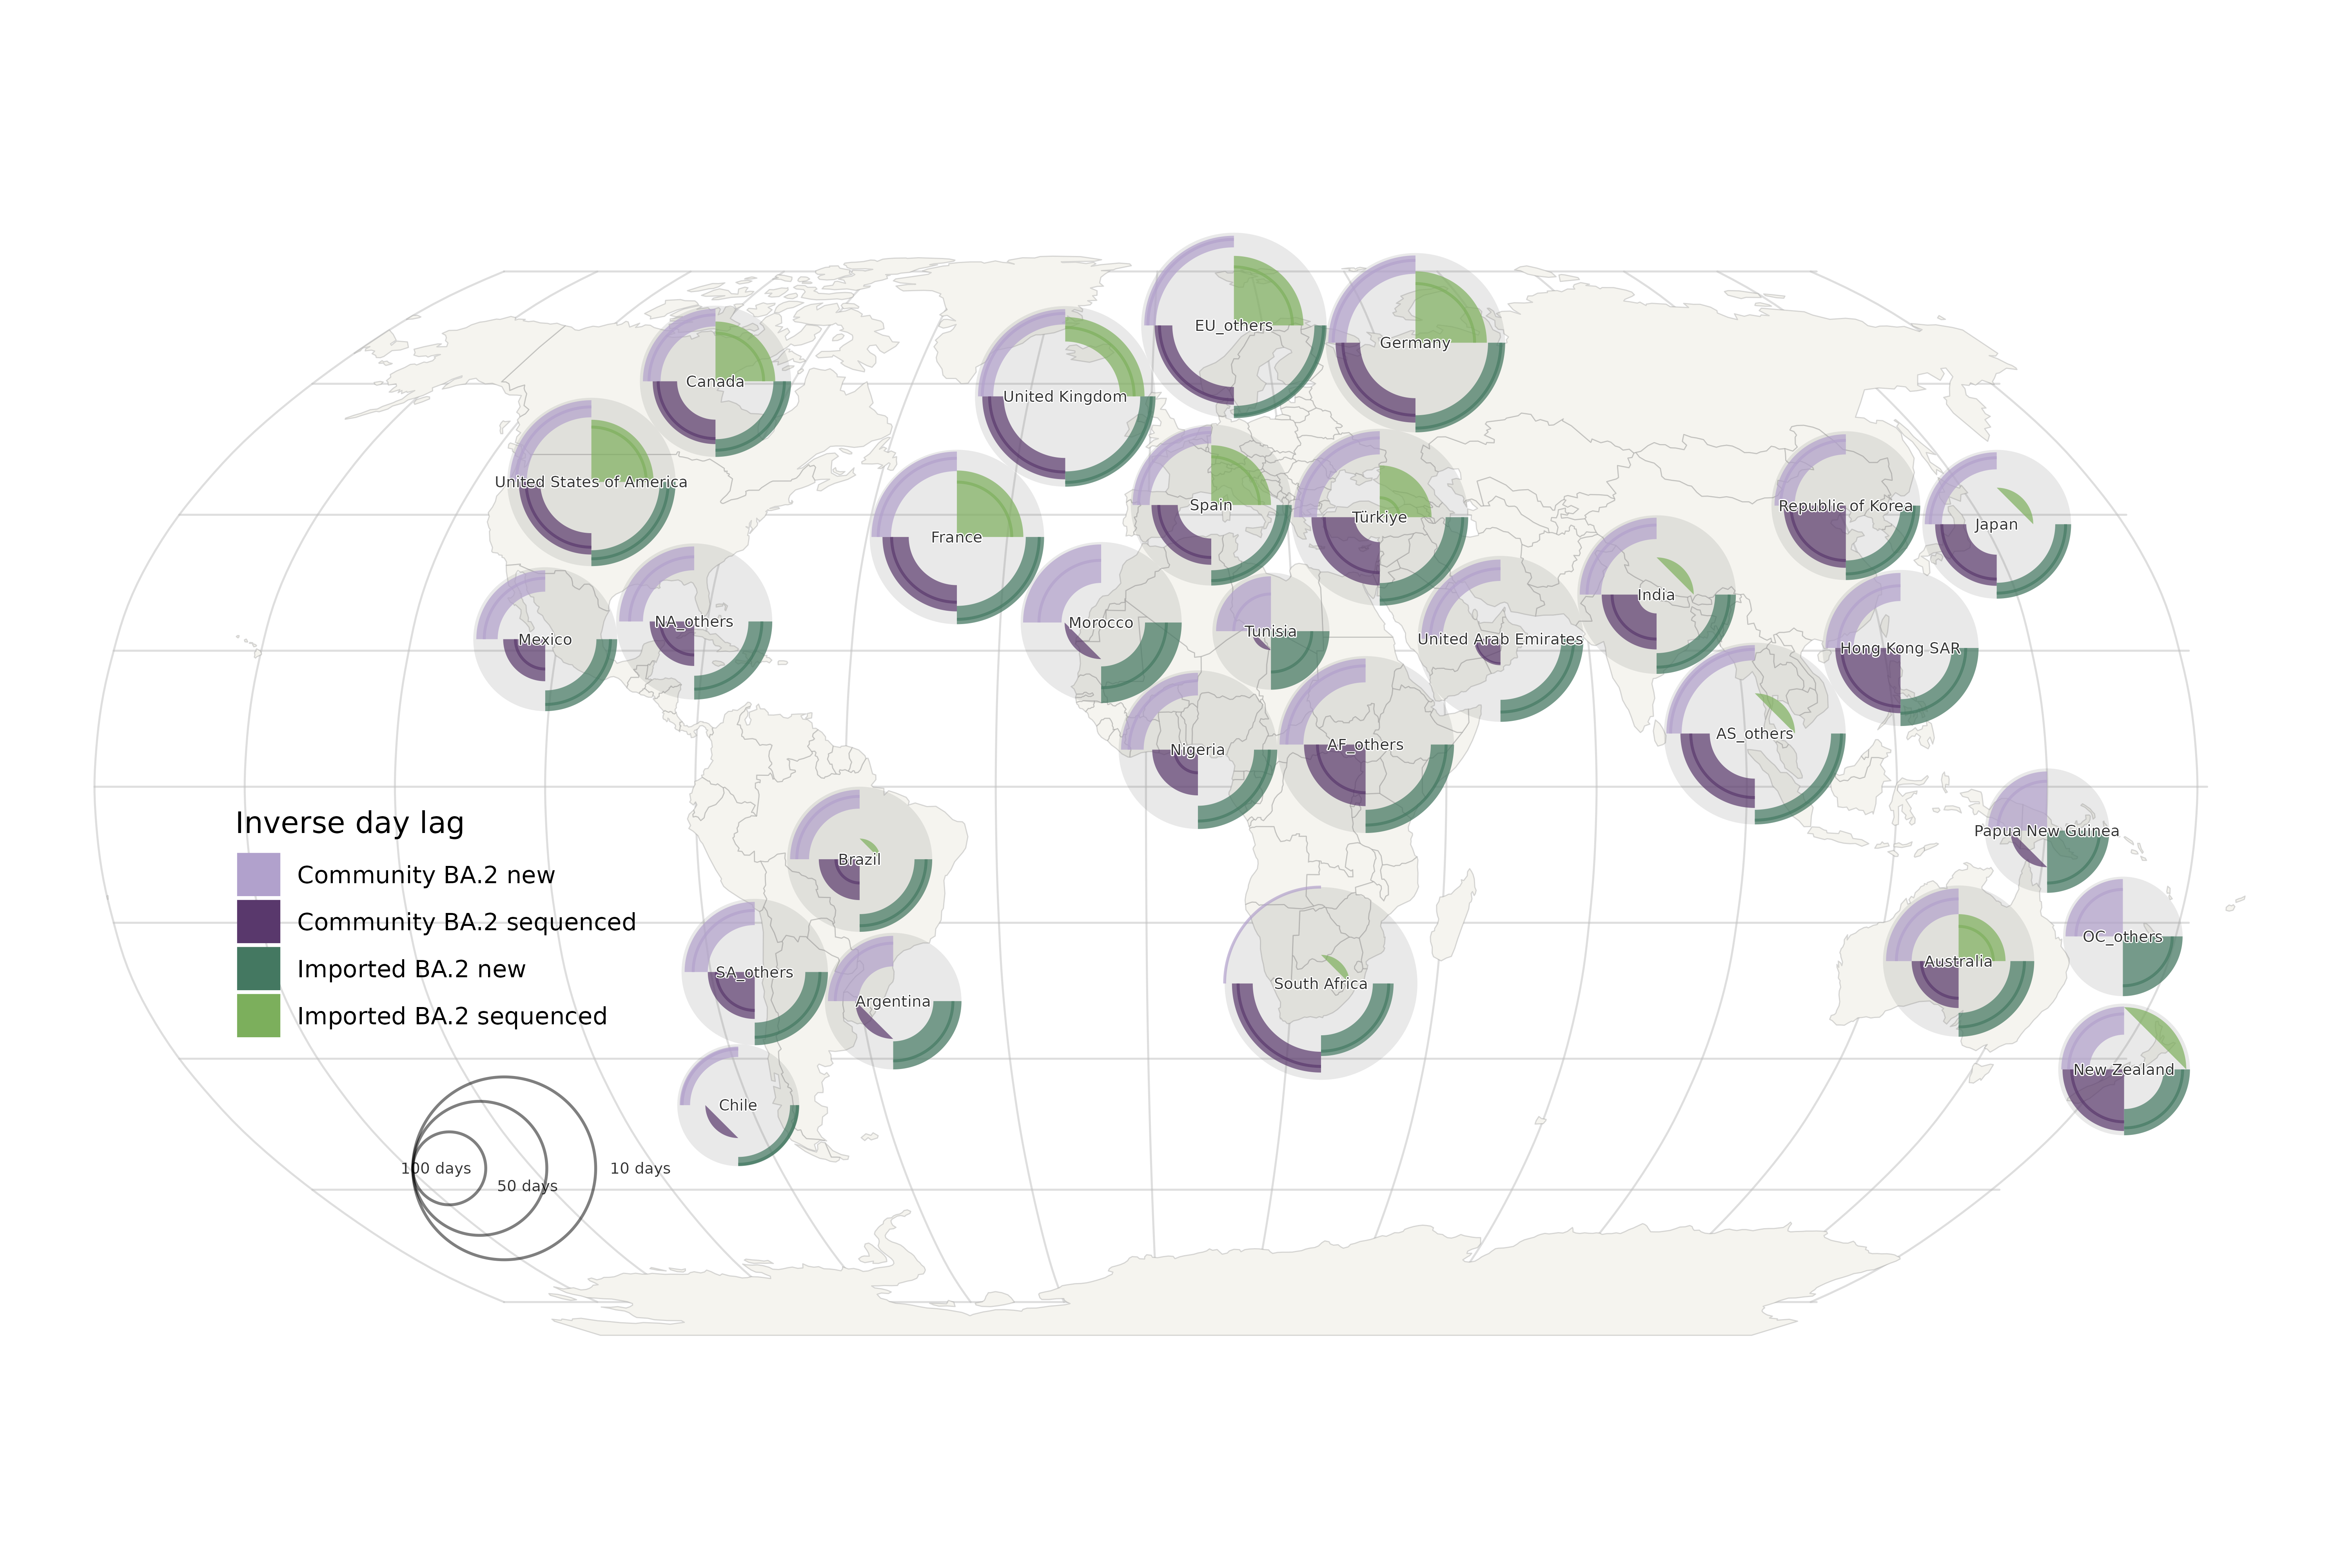 EU_others
Germany
Canada
United Kingdom
United States of America
Spain
Republic of Korea
Türkiye
Japan
France
India
Morocco
NA_others
Tunisia
Mexico
United Arab Emirates
Hong Kong SAR
AS_others
AF_others
Nigeria
Papua New Guinea
Brazil
OC_others
Australia
SA_others
South Africa
Argentina
New Zealand
Chile
Inverse day lag
Community BA.2 new
Community BA.2 sequenced
Imported BA.2 new
Imported BA.2 sequenced
100 days
50 days
10 days